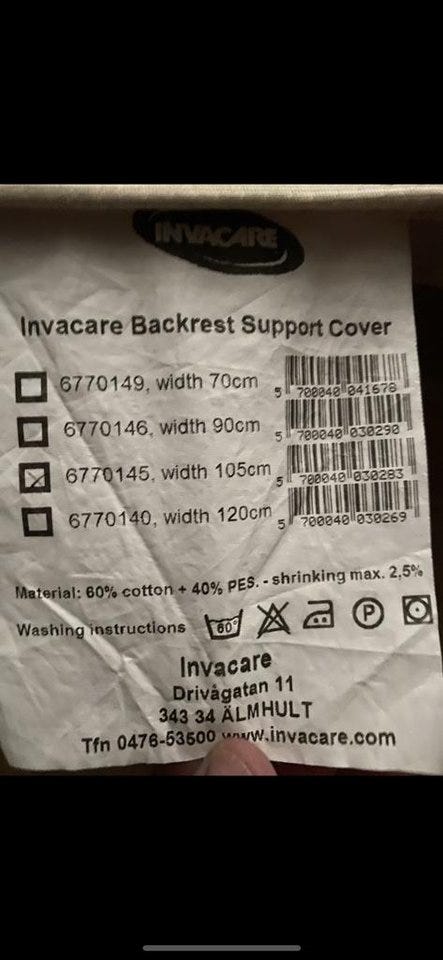 INVACARE
Invacare Backrest Support Cover
6770149, width 70cm 5 700040 041678
6770146, width 90cm 5 700040 030290
6770145, width 105cm 5 700040 030283
6770140, width 120cm 5 700040 030269
Material: 60% cotton + 40% PES. - shrinking max. 2,5%
Washing instructions 60° P
Invacare
Drivågatan 11
343 34 ÄLMHULT
Tfn 0476-53500 www.invacare.com